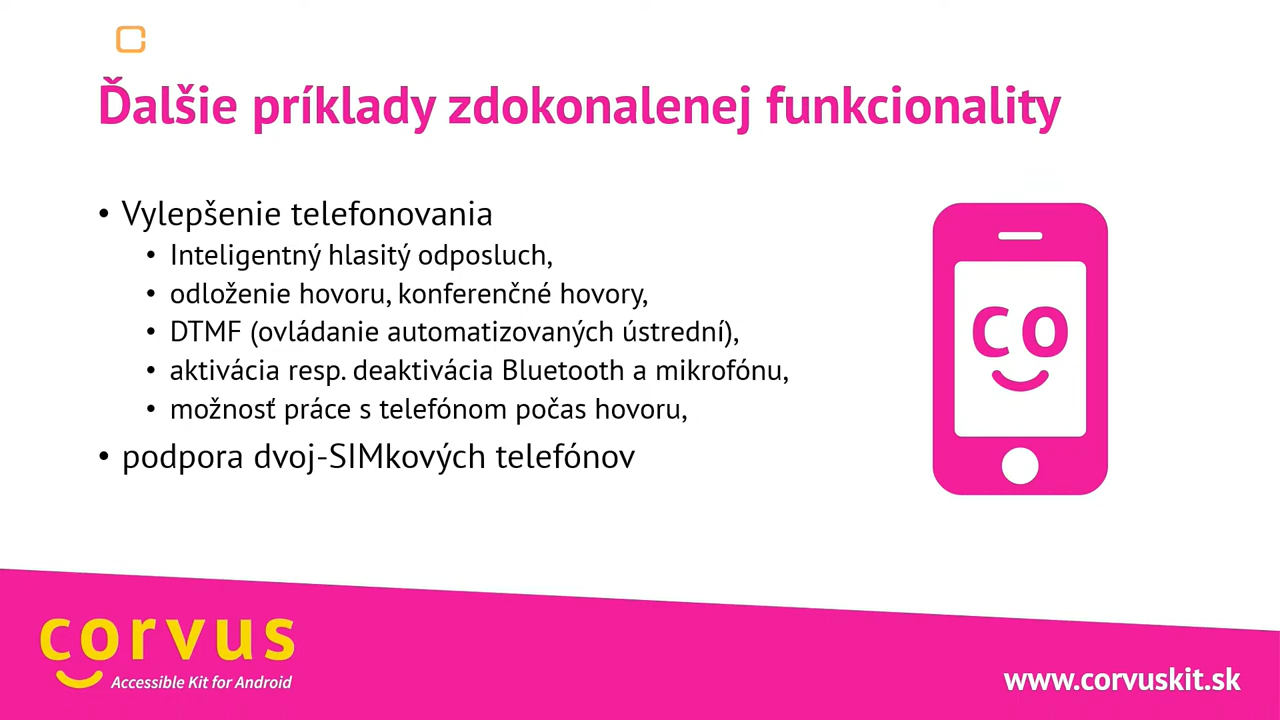 Ďalšie príklady zdokonalenej funkcionality
• Vylepšenie telefonovania
• Inteligentný hlasitý odposluch,
• odloženie hovoru, konferenčné hovory,
• DTMF (ovládanie automatizovaných ústrední),
• aktivácia resp. deaktivácia Bluetooth a mikrofónu,
• možnosť práce s telefónom počas hovoru,
• podpora dvoj-SIMkových telefónov
co
corvus
Accessible Kit for Android
www.corvuskit.sk